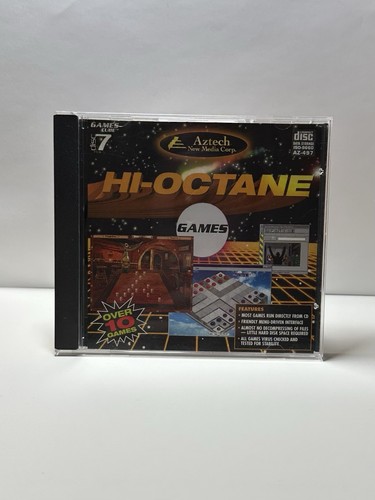 GAMES
disc 7
Aztech
New Media Corp.
disc
AZ-497
HI-OCTANE
GAMES
OVER
10
GAMES
FEATURES
• MOST GAMES RUN DIRECTLY FROM CD
• FRIENDLY MENU-DRIVEN INTERFACE
• ALMOST NO DECOMPRESSING OF FILES
— LITTLE HARD DISK SPACE REQUIRED
• ALL GAMES VIRUS CHECKED AND
TESTED FOR STABILITY